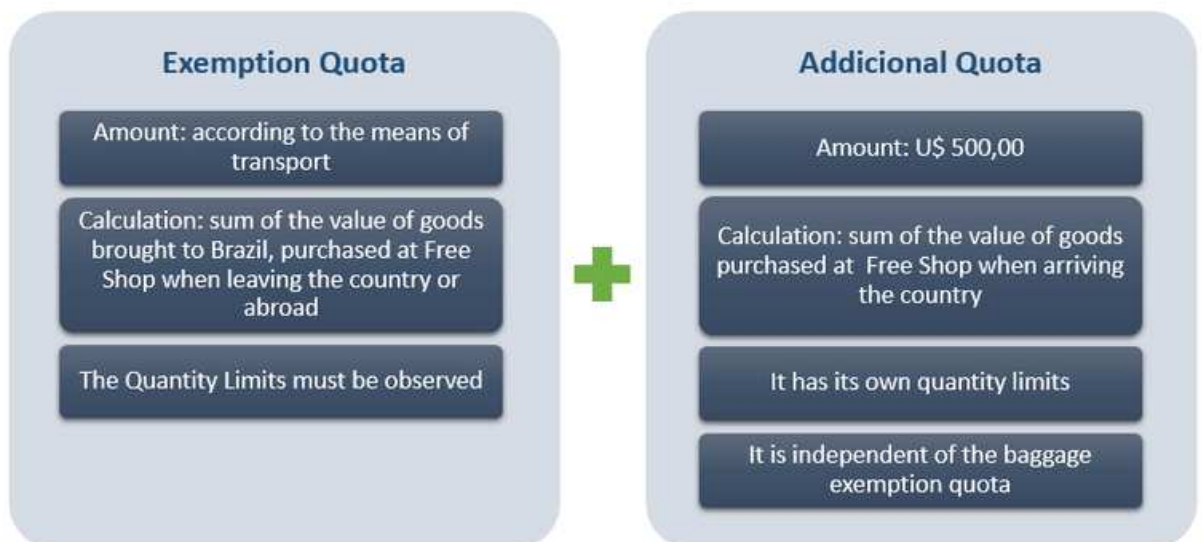 Exemption Quota
Amount: according to the means of
transport
Calculation: sum of the value of goods
brought to Brazil, purchased at Free
Shop when leaving the country or
abroad
The Quantity Limits must be observed
Addicional Quota
Amount: U$ 500,00
Calculation: sum of the value of goods
purchased at Free Shop when arriving
the country
It has its own quantity limits
It is independent of the baggage
exemption quota